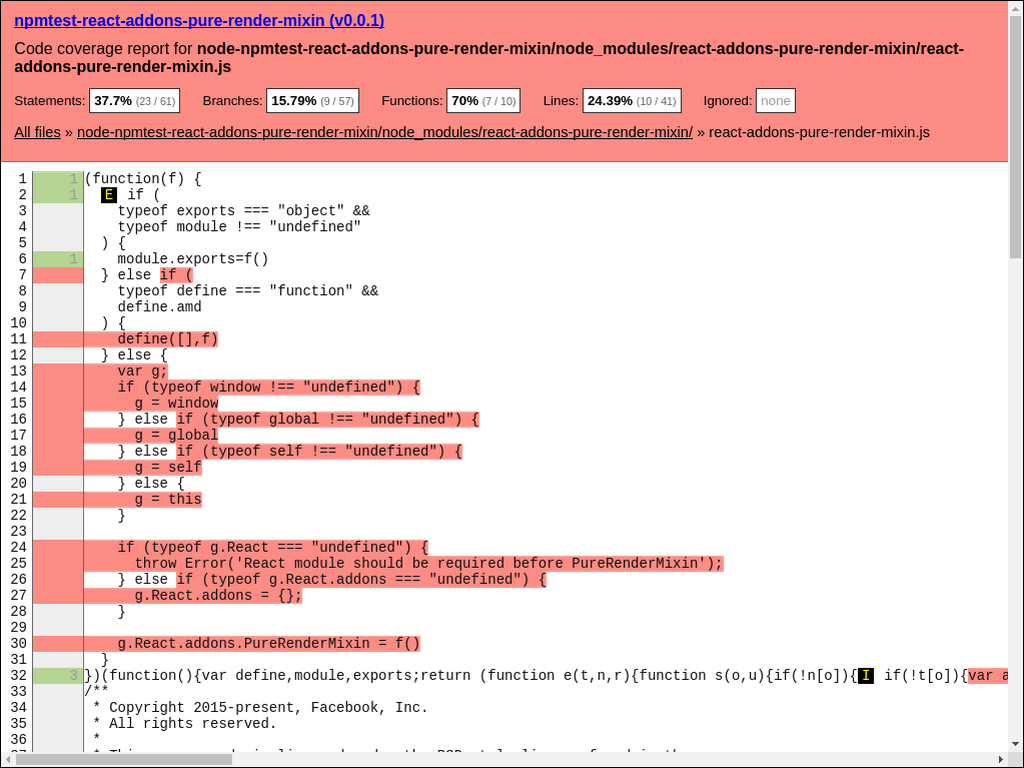 npmtest-react-addons-pure-render-mixin (v0.0.1)
Code coverage report for node-npmtest-react-addons-pure-render-mixin/node_modules/react-addons-pure-render-mixin/react-
addons-pure-render-mixin.js
Statements: 37.7% (23 / 61) Branches: 15.79% (9 / 57) Functions: 70% (7 / 10) Lines: 24.39% (10 / 41) Ignored: none
All files » node-npmtest-react-addons-pure-render-mixin/node_modules/react-addons-pure-render-mixin/ » react-addons-pure-render-mixin.js
1 1 (function(f) {
2 1 E if (
3 typeof exports === "object" &&
4 typeof module !== "undefined"
5 ) {
6 1 module.exports=f()
7 } else if (
8 typeof define === "function" &&
9 define.amd
10 ) {
11 define([],f)
12 } else {
13 var g;
14 if (typeof window !== "undefined") {
15 g = window
16 } else if (typeof global !== "undefined") {
17 g = global
18 } else if (typeof self !== "undefined") {
19 g = self
20 } else {
21 g = this
22 }
23
24 if (typeof g.React === "undefined") {
25 throw Error('React module should be required before PureRenderMixin');
26 } else if (typeof g.React.addons === "undefined") {
27 g.React.addons = {};
28 }
29
30 g.React.addons.PureRenderMixin = f()
31 }
32 3 })(function(){var define,module,exports;return (function e(t,n,r){function s(o,u){if(!n[o]){ I if(!t[o]){var a
33 /**
34 * Copyright 2015-present, Facebook, Inc.
35 * All rights reserved.
36 *